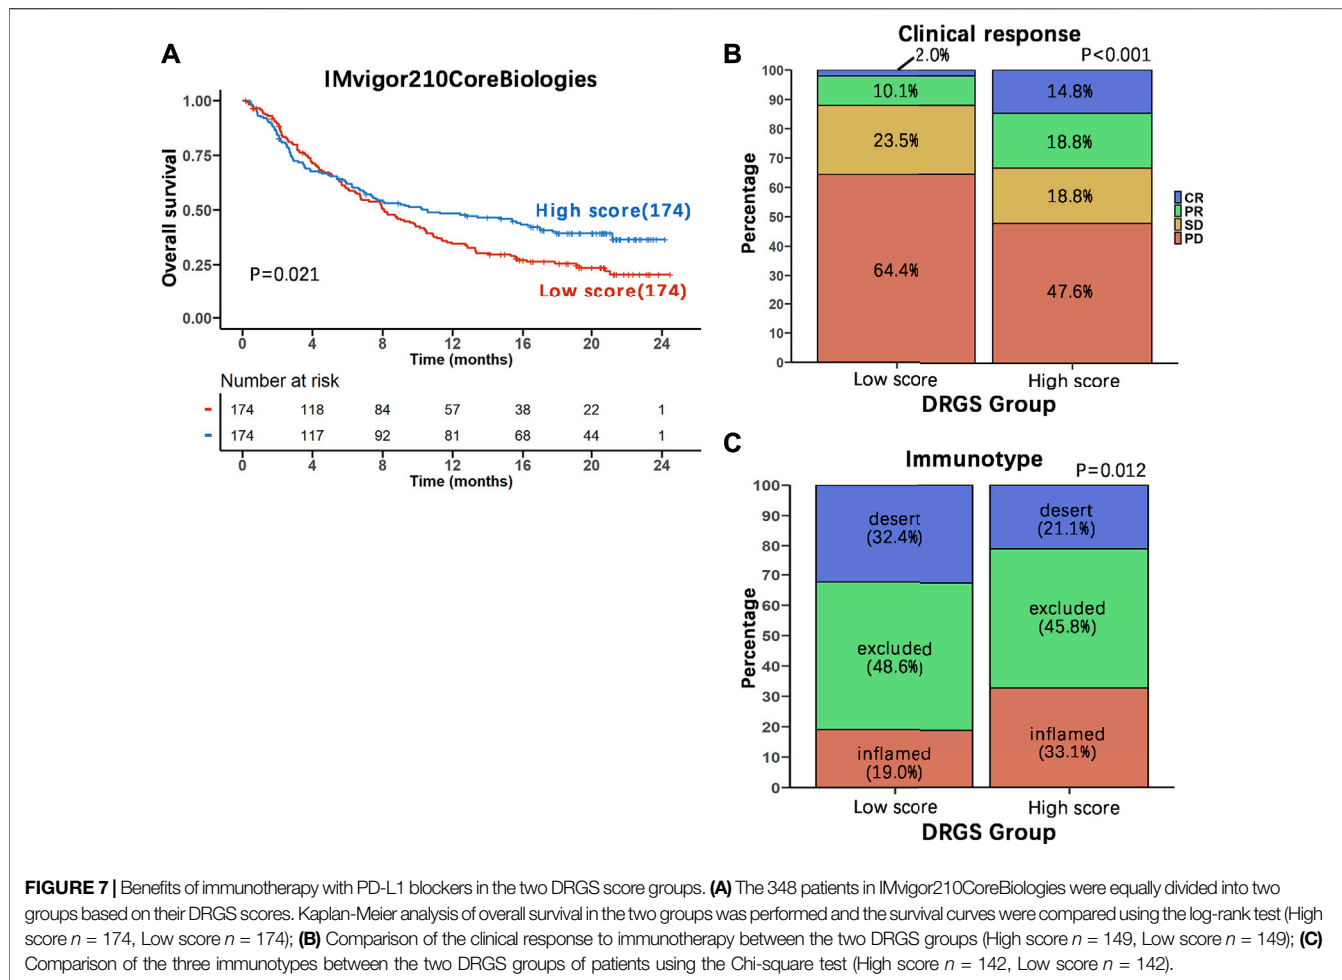 A
IMvigor210CoreBiologies
1.00
0.75
0.50
0.25
0.00
Overall survival
High score(174)
Low score(174)
P=0.021
0 4 8 12 16 20 24
Time (months)
Number at risk
174 118 84 57 38 22 1
174 117 92 81 68 44 1
0 4 8 12 16 20 24
Time (months)
B
Clinical response
2.0%
P<0.001
100
90
80
70
60
50
40
30
20
10
0
Percentage
10.1%
23.5%
64.4%
14.8%
18.8%
18.8%
47.6%
CR
PR
SD
PD
Low score High score
DRGS Group
C
Immunotype
P=0.012
100
90
80
70
60
50
40
30
20
10
0
Percentage
desert
(32.4%)
excluded
(48.6%)
inflamed
(19.0%)
desert
(21.1%)
excluded
(45.8%)
inflamed
(33.1%)
Low score High score
DRGS Group
FIGURE 7 | Benefits of immunotherapy with PD-L1 blockers in the two DRGS score groups. (A) The 348 patients in IMvigor210CoreBiologies were equally divided into two
groups based on their DRGS scores. Kaplan-Meier analysis of overall survival in the two groups was performed and the survival curves were compared using the log-rank test (High
score n = 174, Low score n = 174); (B) Comparison of the clinical response to immunotherapy between the two DRGS groups (High score n = 149, Low score n = 149); (C)
Comparison of the three immunotypes between the two DRGS groups of patients using the Chi-square test (High score n = 142, Low score n = 142).